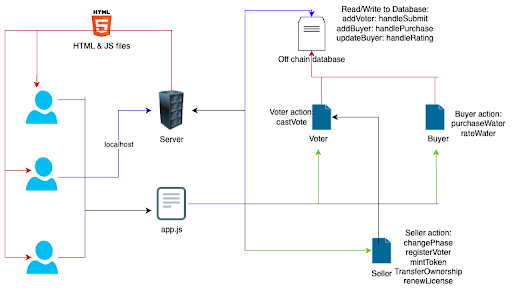 HTML
5
HTML & JS files
Read/Write to Database:
addVoter: handleSubmit
addBuyer: handlePurchase
updateBuyer: handleRating
Off chain database
localhost
Server
Voter action:
castVote
Voter
Buyer action:
purchaseWater
rateWater
Buyer
app.js
Seller action:
changePhase
registerVoter
mintToken
TransferOwnership
renewLicense
Seller